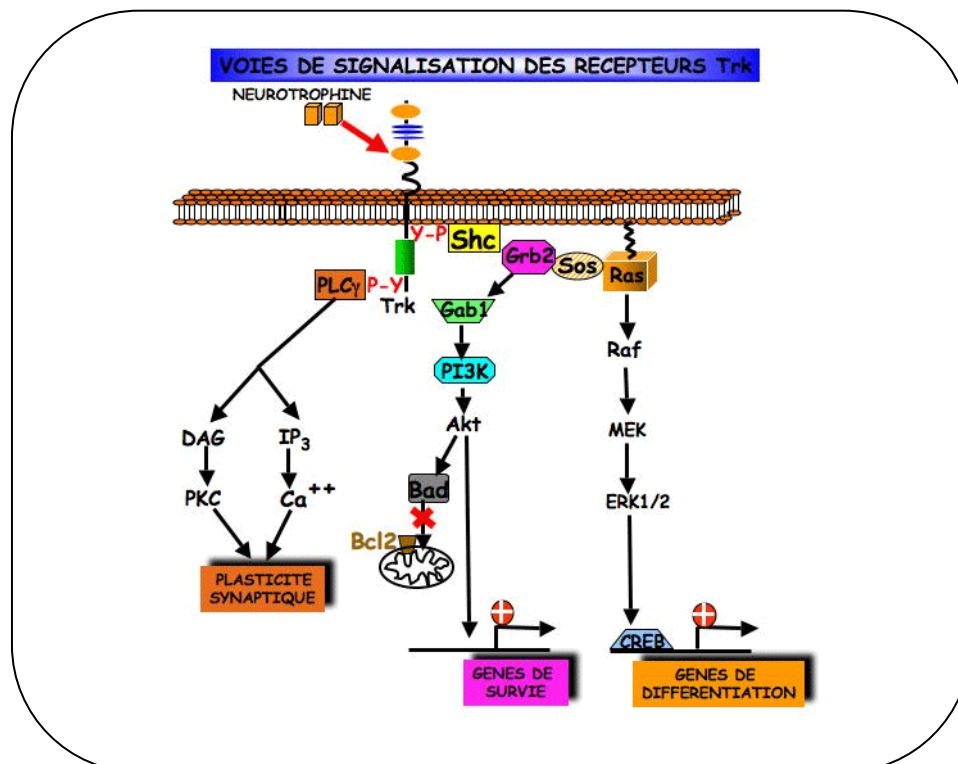 VOIES DE SIGNALISATION DES RECEPTEURS Trk
NEUROTROPHINE
Y-P
Shc
Grb2
Sos
Ras
PLCγ
P-Y
Trk
Gab1
Raf
PI3K
Akt
MEK
DAG
IP3
Bad
PKC
Ca++
ERK1/2
Bcl2
PLASTICITE
SYNAPTIQUE
CREB
GENES DE
SURVIE
GENES DE
DIFFERENTIATION